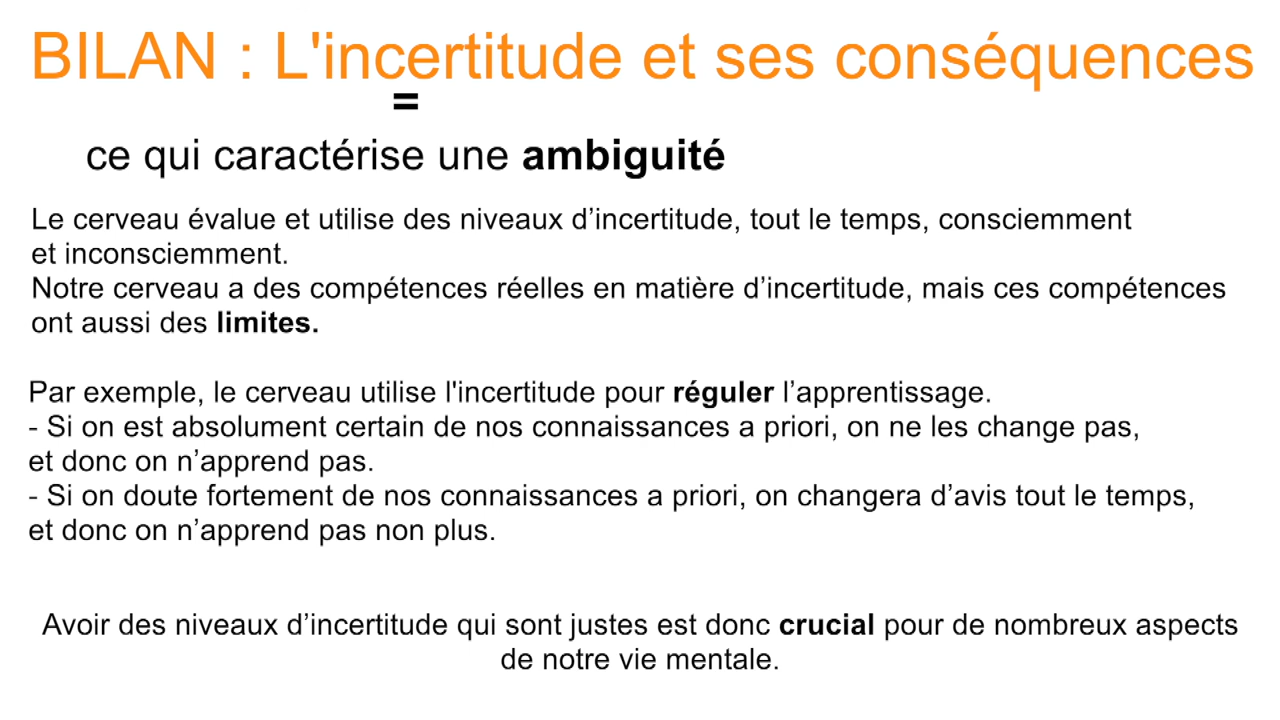 BILAN : L'incertitude et ses conséquences
=
ce qui caractérise une ambiguité
Le cerveau évalue et utilise des niveaux d’incertitude, tout le temps, consciemment
et inconsciemment.
Notre cerveau a des compétences réelles en matière d’incertitude, mais ces compétences
ont aussi des limites.
Par exemple, le cerveau utilise l'incertitude pour réguler l’apprentissage.
- Si on est absolument certain de nos connaissances a priori, on ne les change pas,
et donc on n’apprend pas.
- Si on doute fortement de nos connaissances a priori, on changera d’avis tout le temps,
et donc on n’apprend pas non plus.
Avoir des niveaux d’incertitude qui sont justes est donc crucial pour de nombreux aspects
de notre vie mentale.